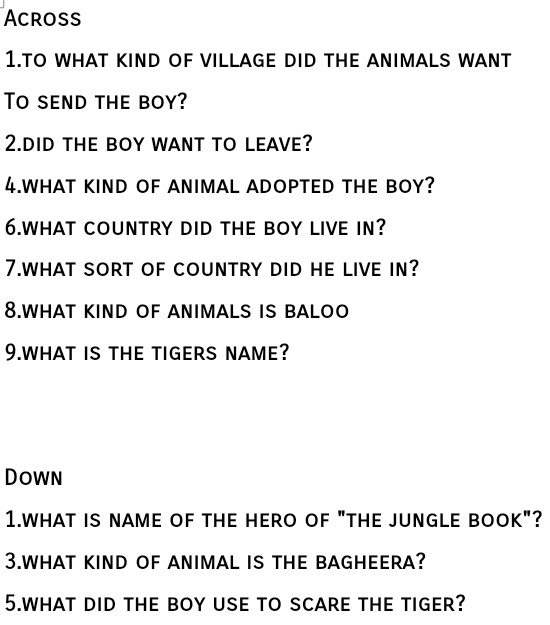 Across
1.to what kind of village did the animals want
To send the boy?
2.did the boy want to leave?
4.what kind of animal adopted the boy?
6.what country did the boy live in?
7.what sort of country did he live in?
8.what kind of animals is baloo
9.what is the tigers name?
Down
1.what is name of the hero of "the jungle book"?
3.what kind of animal is the bagheera?
5.what did the boy use to scare the tiger?